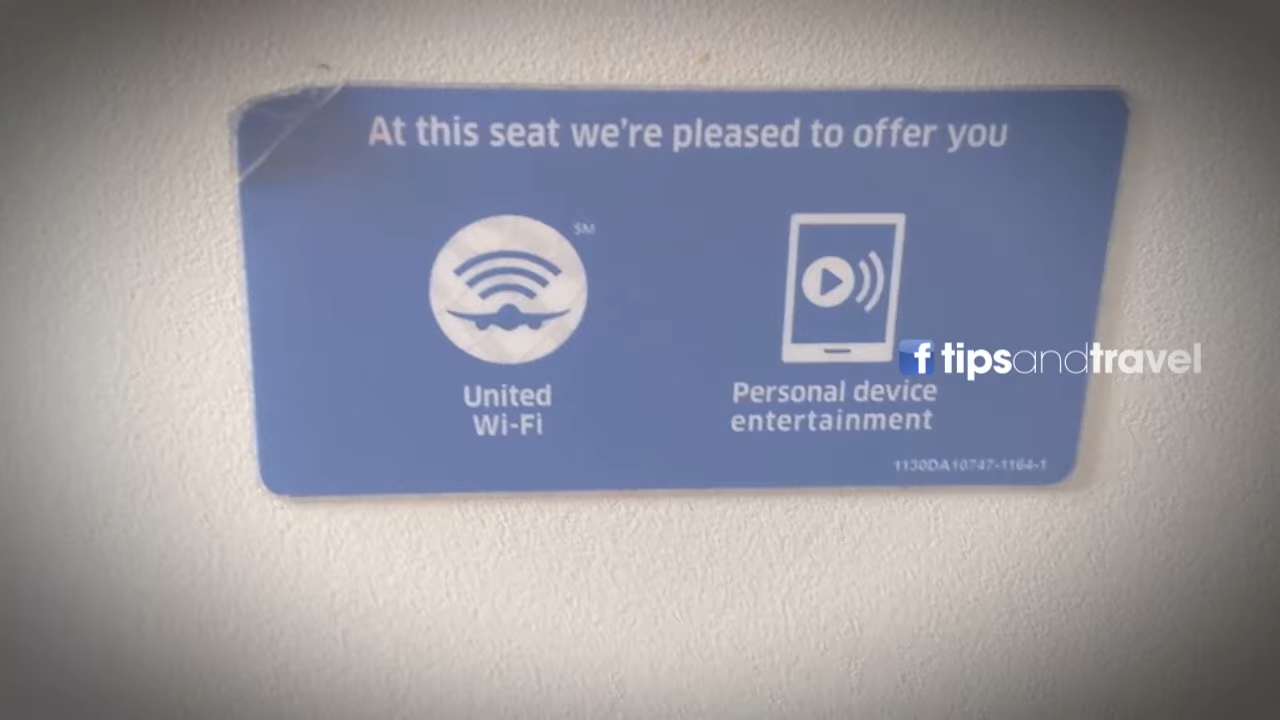 At this seat we're pleased to offer you
SM
United
Wi-Fi
Personal device
entertainment
1130DA10747-1164-1
f tipsandtravel